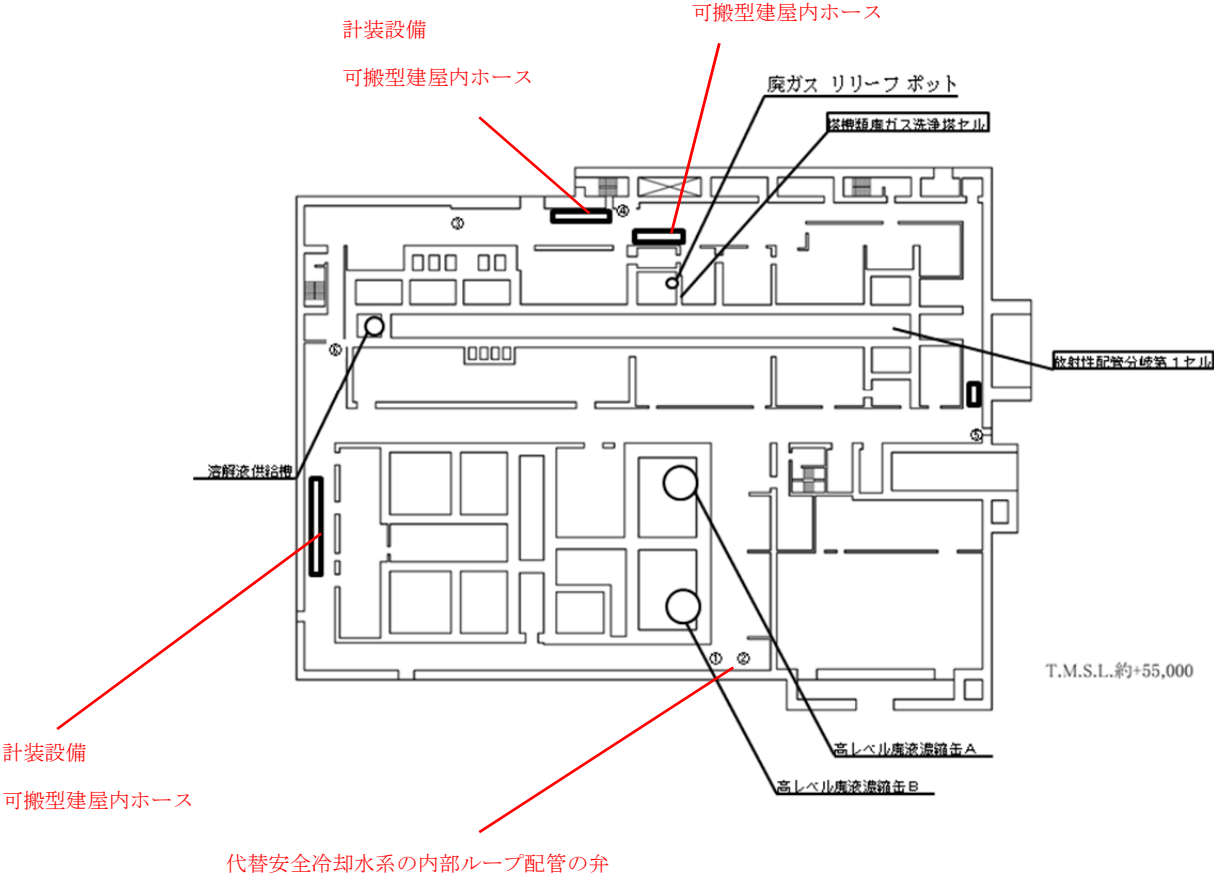 可搬型建屋内ホース
計装設備
可搬型建屋内ホース
廃ガス リリーフ ポット
塔槽類廃ガス洗浄塔セル
③
④
⑥
放射性配管分岐第1セル
⑤
溶解液供給槽
① ②
T.M.S.L.約+55,000
計装設備
高レベル廃液濃縮缶A
高レベル廃液濃縮缶B
可搬型建屋内ホース
代替安全冷却水系の内部ループ配管の弁